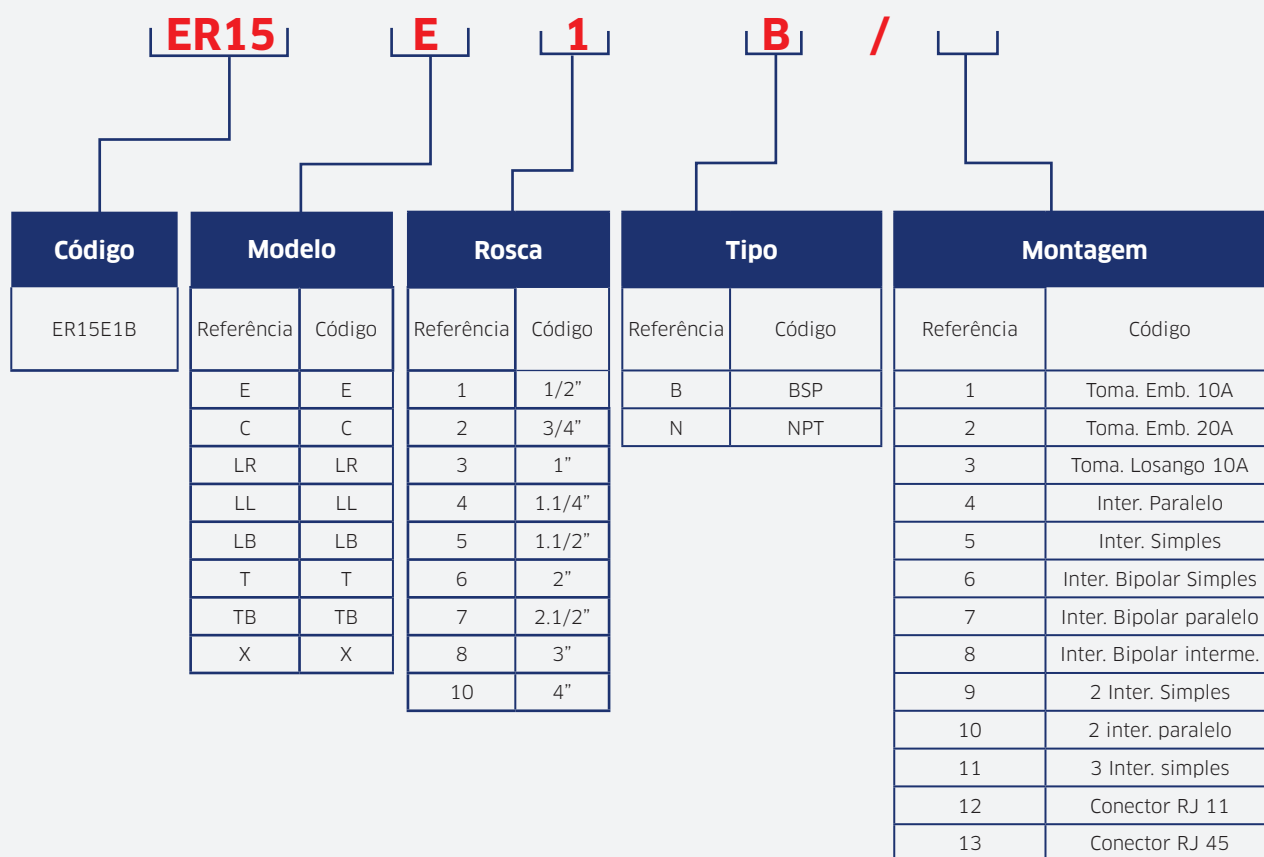 ER15 E 1 B /
Código Modelo Rosca Tipo Montagem
ER15E1B Referência Código Referência Código Referência Código Referência Código
E E 1 1/2” B BSP 1 Toma. Emb. 10A
C C 2 3/4” N NPT 2 Toma. Emb. 20A
LR LR 3 1” 3 Toma. Losango 10A
LL LL 4 1.1/4” 4 Inter. Paralelo
LB LB 5 1.1/2” 5 Inter. Simples
T T 6 2” 6 Inter. Bipolar Simples
TB TB 7 2.1/2” 7 Inter. Bipolar paralelo
X X 8 3” 8 Inter. Bipolar interme.
10 4” 9 2 Inter. Simples
10 2 inter. paralelo
11 3 Inter. simples
12 Conector RJ 11
13 Conector RJ 45